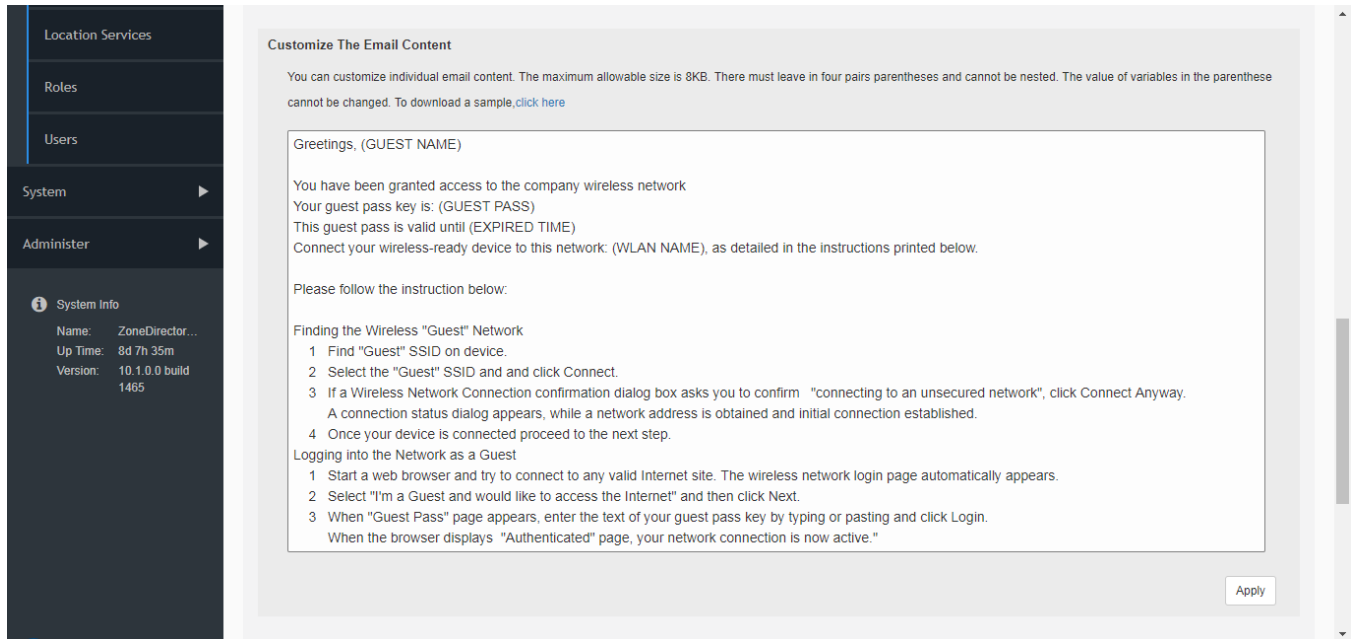 Location Services
Roles
Users
System
Administer
System Info
Name: ZoneDirector...
Up Time: 8d 7h 35m
Version: 10.1.0.0 build
1465
Customize The Email Content
You can customize individual email content. The maximum allowable size is 8KB. There must leave in four pairs parentheses and cannot be nested. The value of variables in the parenthese
cannot be changed. To download a sample,click here
Greetings, (GUEST NAME)
You have been granted access to the company wireless network
Your guest pass key is: (GUEST PASS)
This guest pass is valid until (EXPIRED TIME)
Connect your wireless-ready device to this network: (WLAN NAME), as detailed in the instructions printed below.
Please follow the instruction below:
Finding the Wireless "Guest" Network
1 Find "Guest" SSID on device.
2 Select the "Guest" SSID and and click Connect.
3 If a Wireless Network Connection confirmation dialog box asks you to confirm "connecting to an unsecured network", click Connect Anyway.
A connection status dialog appears, while a network address is obtained and initial connection established.
4 Once your device is connected proceed to the next step.
Logging into the Network as a Guest
1 Start a web browser and try to connect to any valid Internet site. The wireless network login page automatically appears.
2 Select "I'm a Guest and would like to access the Internet" and then click Next.
3 When "Guest Pass" page appears, enter the text of your guest pass key by typing or pasting and click Login.
When the browser displays "Authenticated" page, your network connection is now active."
Apply